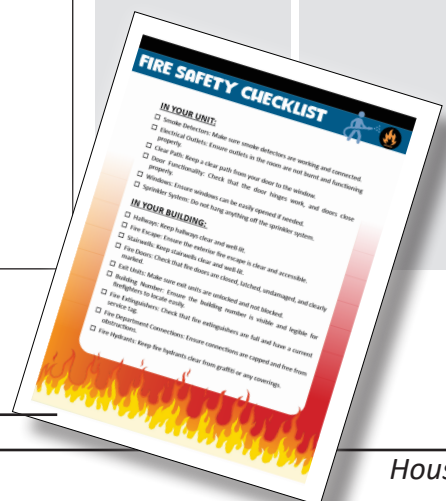 FIRE SAFETY CHECKLIST
IN YOUR UNIT:
☐ Smoke Detectors: Make sure smoke detectors are working and connected.
☐ Electrical Outlets: Ensure outlets in the room are not burnt and functioning
properly.
☐ Clear Path: Keep a clear path from your door to the window.
☐ Door Functionality: Check that the door hinges work, and doors close
properly.
☐ Windows: Ensure windows can be easily opened if needed.
☐ Sprinkler System: Do not hang anything off the sprinkler system.
IN YOUR BUILDING:
☐ Hallways: Keep hallways clear and well lit.
☐ Fire Escape: Ensure the exterior fire escape is clear and accessible.
☐ Stairwells: Keep stairwells clear and well lit.
☐ Fire Doors: Check that fire doors are closed, latched, undamaged, and clearly
marked.
☐ Exit Units: Make sure exit units are unlocked and not blocked.
☐ Building Number: Ensure the building number is visible and legible for
firefighters to locate easily.
☐ Fire Extinguishers: Check that fire extinguishers are full and have a current
service tag.
☐ Fire Department Connections: Ensure connections are capped and free from
obstructions.
☐ Fire Hydrants: Keep fire hydrants clear from graffiti or any coverings.
Hous